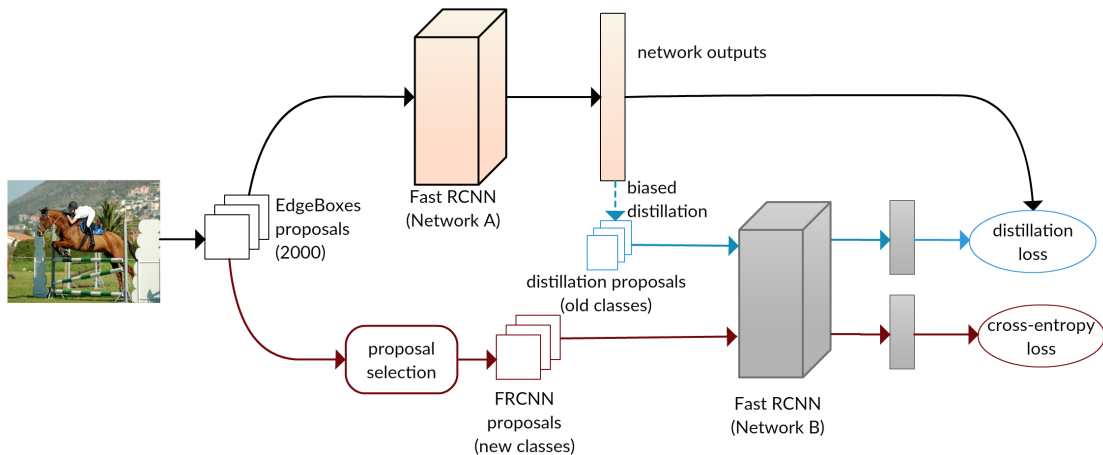 network outputs
Fast RCNN
(Network A)
biased
distillation
EdgeBoxes
proposals
(2000)
distillation
loss
distillation proposals
(old classes)
cross-entropy
loss
proposal
selection
FRCNN
proposals
(new classes)
Fast RCNN
(Network B)